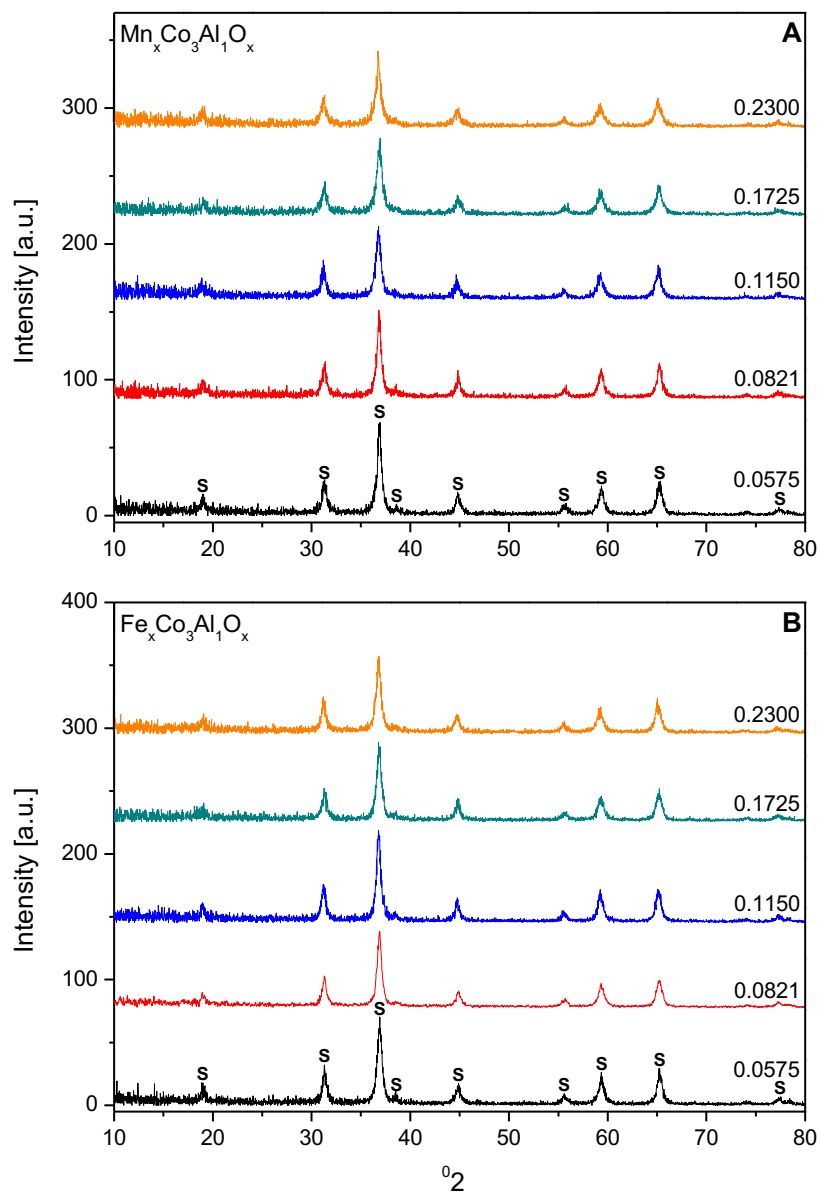 Mn_xCo_3Al_1O_x
A
Intensity [a.u.]
300
200
100
0
0.2300
0.1725
0.1150
0.0821
0.0575
S S S S S S S S S
10 20 30 40 50 60 70 80
Fe_xCo_3Al_1O_x
B
Intensity [a.u.]
400
300
200
100
0
0.2300
0.1725
0.1150
0.0821
0.0575
S S S S S S S S S
10 20 30 40 50 60 70 80
⁰2